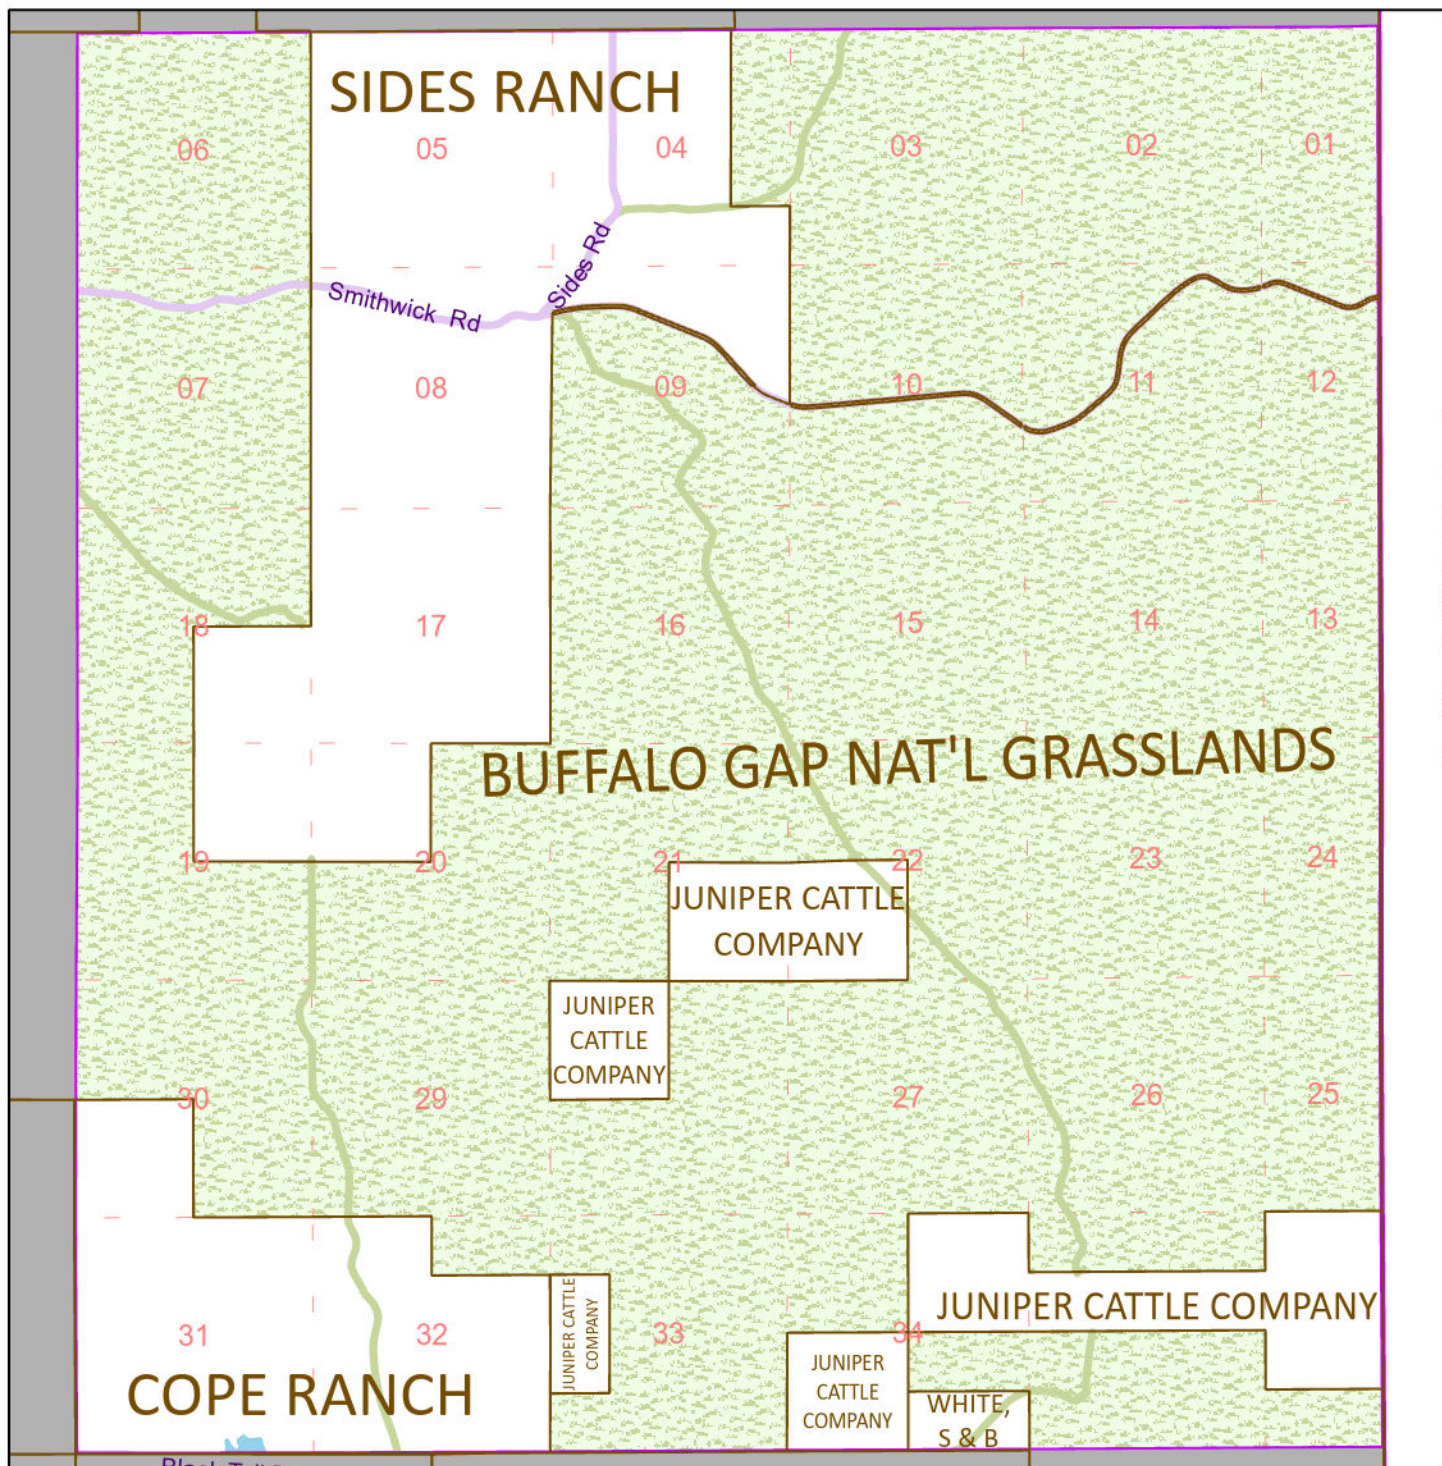 SIDES RANCH
06
05
04
03
02
01
Sides Rd
Smithwick Rd
07
08
09
10
11
12
18
17
16
15
14
13
BUFFALO GAP NAT'L GRASSLANDS
19
20
21
22
23
24
JUNIPER CATTLE
COMPANY
JUNIPER
CATTLE
COMPANY
30
29
27
26
25
JUNIPER CATTLE
COMPANY
JUNIPER CATTLE COMPANY
31
32
33
34
JUNIPER
CATTLE
COMPANY
COPE RANCH
WHITE,
S & B